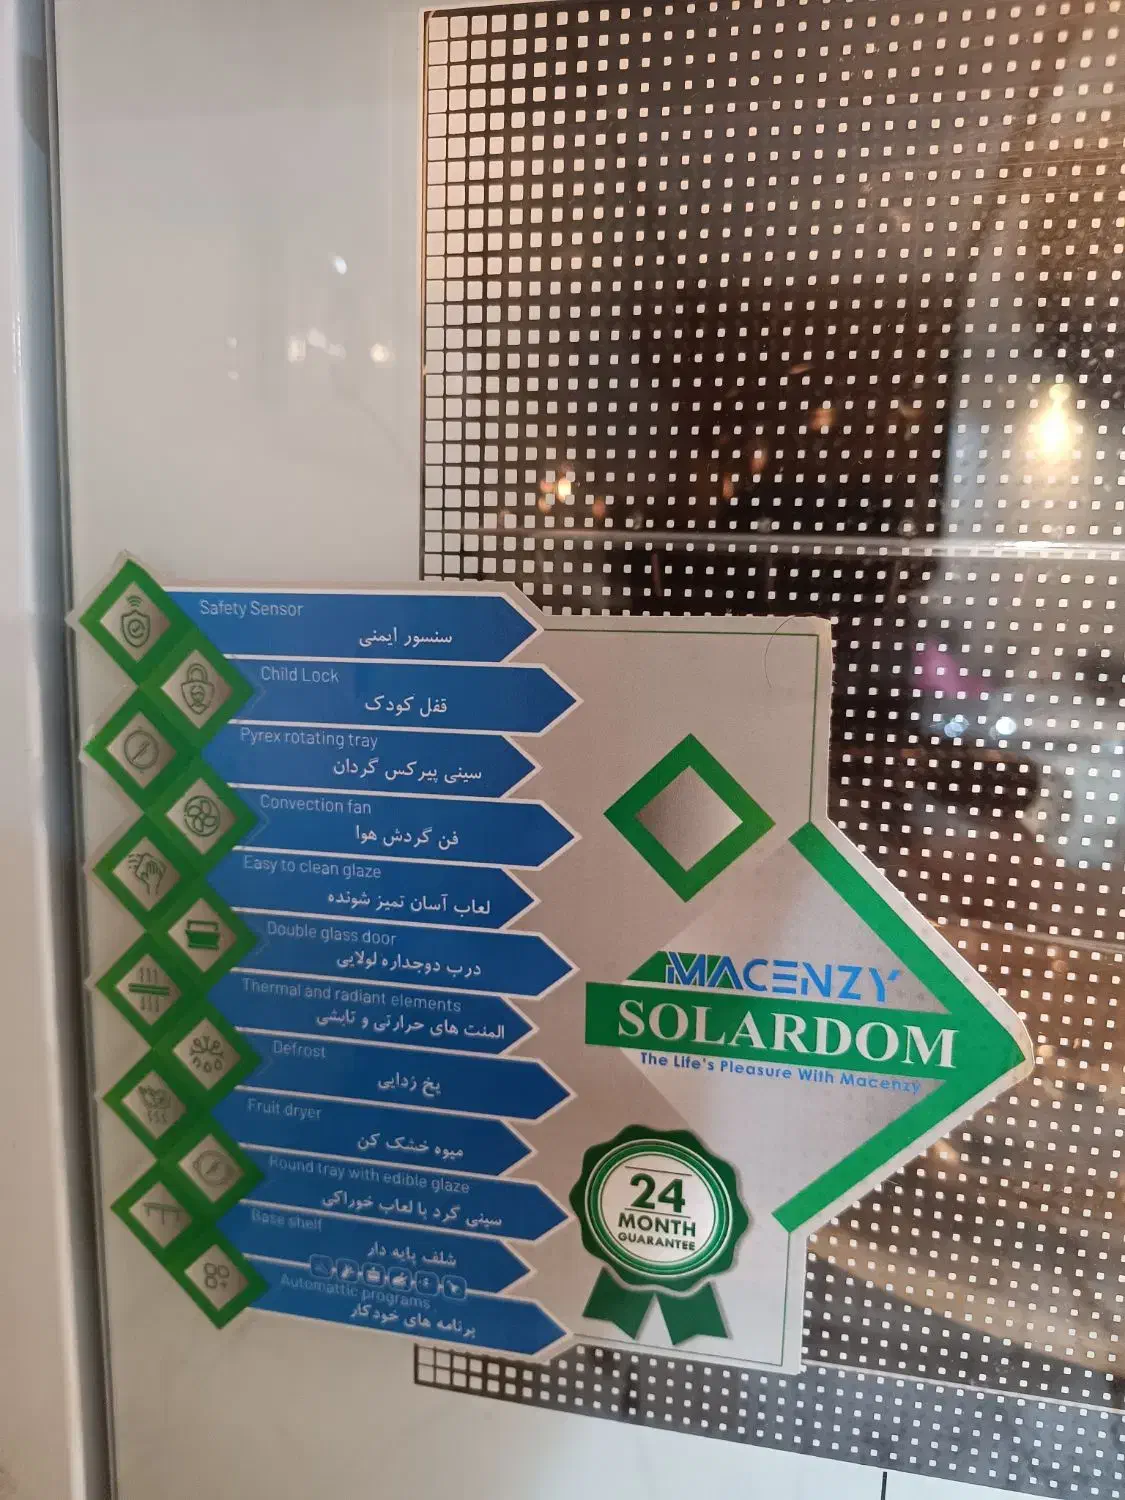 Safety Sensor
سنسور ایمنی
Child Lock
قفل کودک
Pyrex rotating tray
سینی پیرکس گردان
Convection fan
فن گردش هوا
Easy to clean glaze
لعاب آسان تمیز شونده
Double glass door
درب دوجداره لولایی
Thermal and radiant elements
المنت های حرارتی و تابشی
Defrost
یخ زدایی
Fruit dryer
میوه خشک کن
Round tray with edible glaze
سینی گرد با لعاب خوراکی
Base shelf
شلف پایه دار
Automattic programs
برنامه های خودکار
MACENZY
SOLARDOM
The Life's Pleasure With Macenzy
24
MONTH
GUARANTEE